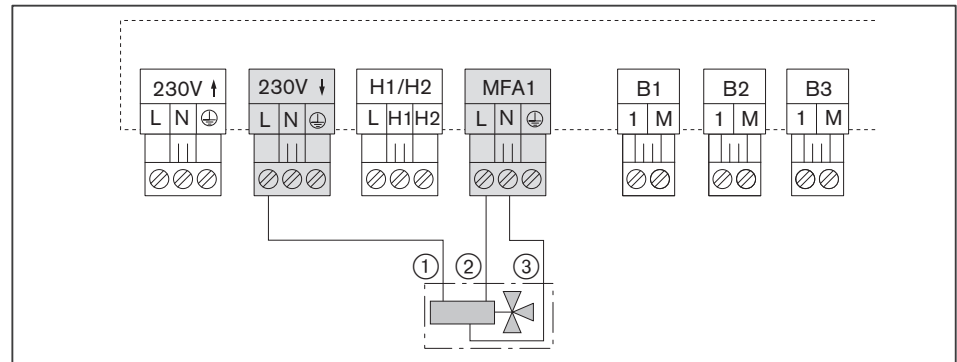 230V ↑ 230V ↓ H1/H2 MFA1 B1 B2 B3
L N ⏚ L N ⏚ L H1 H2 L N ⏚ 1 M 1 M 1 M
① ② ③